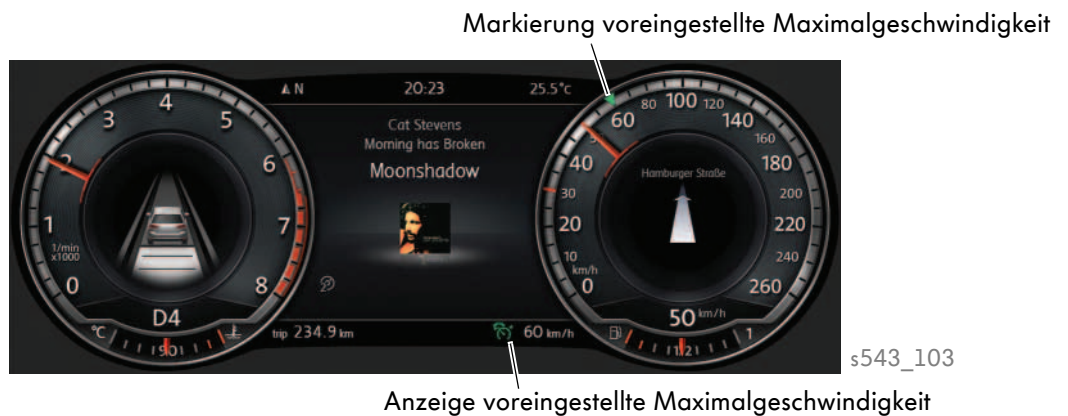 Markierung voreingestellte Maximalgeschwindigkeit
N 20:23 25.5°c
Cat Stevens
Morning has Broken
Moonshadow
0 1 2 3 4 5 6 7 8
1/min
x1000
D4
°C
90
trip 234.9 km
60 km/h
0 10 20 30 40 60 80 100 120 140 160 180 200 220 240 260
km/h
Hamburger Straße
50 km/h
1/2 1
s543_103
Anzeige voreingestellte Maximalgeschwindigkeit